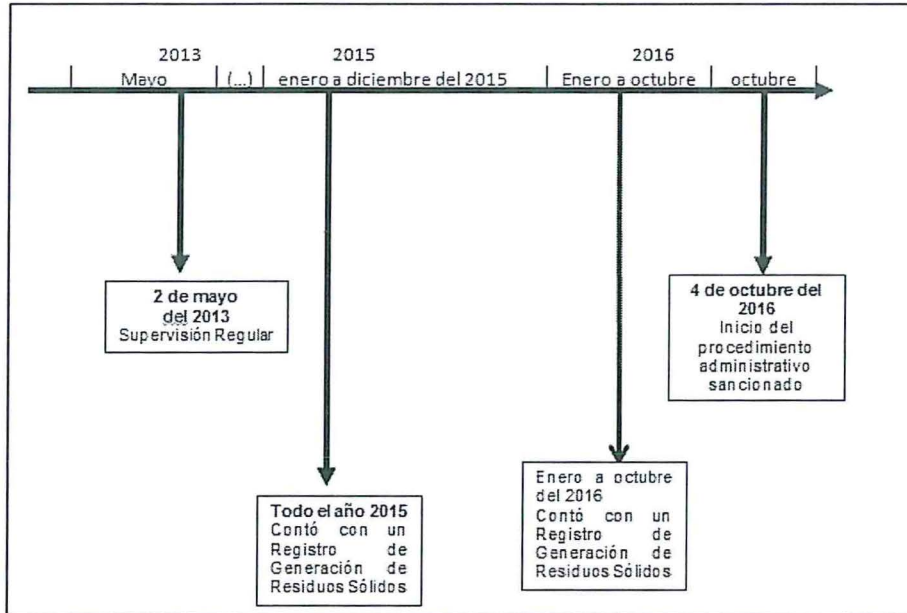 2013 2015 2016
Mayo (...) enero a diciembre del 2015 Enero a octubre octubre
2 de mayo
del 2013
Supervisión Regular
4 de octubre del
2016
Inicio del
procedimiento
administrativo
sancionado
Todo el año 2015
Contó con un
Registro de
Generación de
Residuos Sólidos
Enero a octubre
del 2016
Contó con un
Registro de
Generación de
Residuos Sólidos